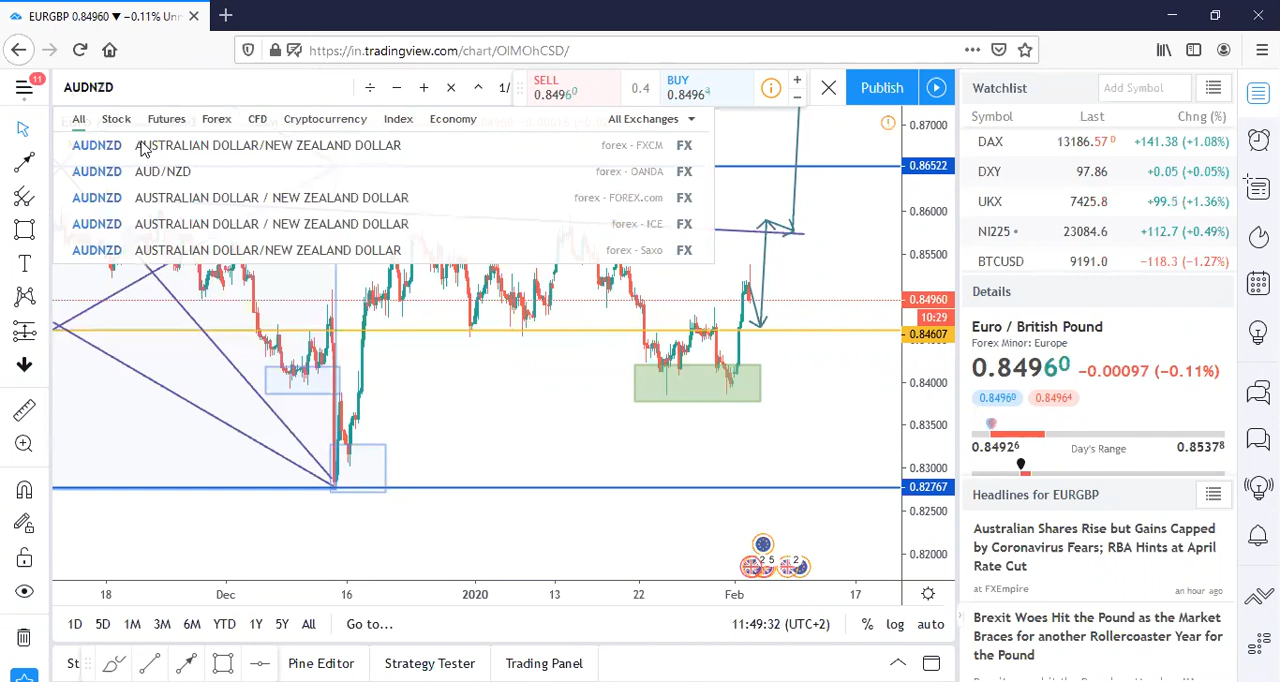 EURGBP 0.84960 ▼ −0.11% Unr
https://in.tradingview.com/chart/OIMOhCSD/
11
AUDNZD
÷ − + × 1/
SELL
0.84960
0.4
BUY
0.8496
Publish
All Stock Futures Forex CFD Cryptocurrency Index Economy All Exchanges
AUDNZD AUSTRALIAN DOLLAR/NEW ZEALAND DOLLAR forex - FXCM FX
AUDNZD AUD/NZD forex - OANDA FX
AUDNZD AUSTRALIAN DOLLAR / NEW ZEALAND DOLLAR forex - FOREX.com FX
AUDNZD AUSTRALIAN DOLLAR / NEW ZEALAND DOLLAR forex - ICE FX
AUDNZD AUSTRALIAN DOLLAR/NEW ZEALAND DOLLAR forex - Saxo FX
0.87000
0.86522
0.86000
0.85500
0.84960
10:29
0.84607
0.84000
0.83500
0.83000
0.82767
0.82500
0.82000
2 5 2
18 Dec 16 2020 13 22 Feb 17
1D 5D 1M 3M 6M YTD 1Y 5Y All Go to...
11:49:32 (UTC+2) % log auto
St
Pine Editor Strategy Tester Trading Panel
Watchlist
Add Symbol
Symbol Last Chng (%)
DAX 13186.57 0 +141.38 (+1.08%)
DXY 97.86 +0.05 (+0.05%)
UKX 7425.8 +99.5 (+1.36%)
NI225 23084.6 +112.7 (+0.49%)
BTCUSD 9191.0 −118.3 (−1.27%)
Details
Euro / British Pound
Forex Minor: Europe
0.84960 −0.00097 (−0.11%)
0.84960 0.84964
0.84926 Day's Range 0.85378
Headlines for EURGBP
Australian Shares Rise but Gains Capped
by Coronavirus Fears; RBA Hints at April
Rate Cut
at FXEmpire an hour ago
Brexit Woes Hit the Pound as the Market
Braces for another Rollercoaster Year for
the Pound